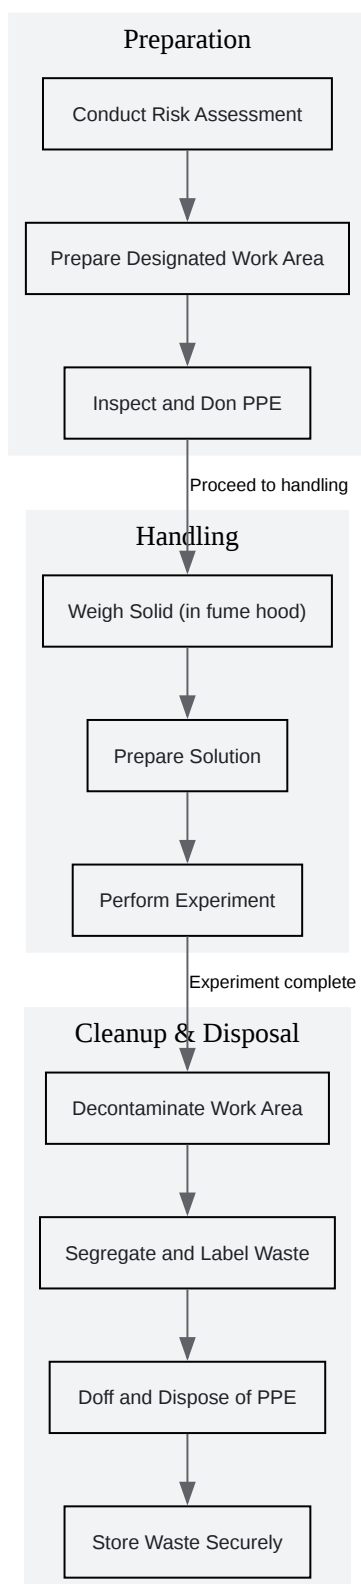 Preparation
Conduct Risk Assessment
Prepare Designated Work Area
Inspect and Don PPE
Proceed to handling
Handling
Weigh Solid (in fume hood)
Prepare Solution
Perform Experiment
Experiment complete
Cleanup & Disposal
Decontaminate Work Area
Segregate and Label Waste
Doff and Dispose of PPE
Store Waste Securely